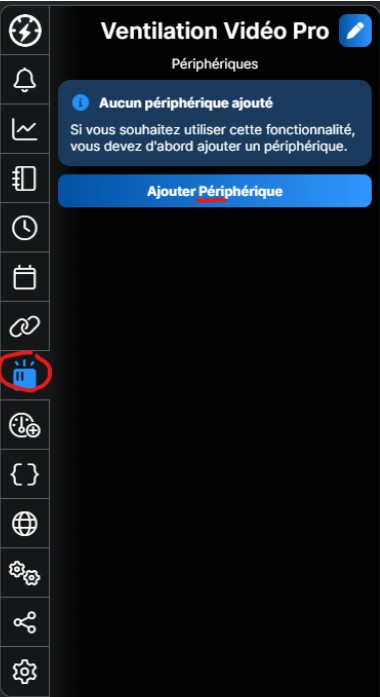 Ventilation Vidéo Pro
Périphériques
Aucun périphérique ajouté
Si vous souhaitez utiliser cette fonctionnalité,
vous devez d'abord ajouter un périphérique.
Ajouter Périphérique